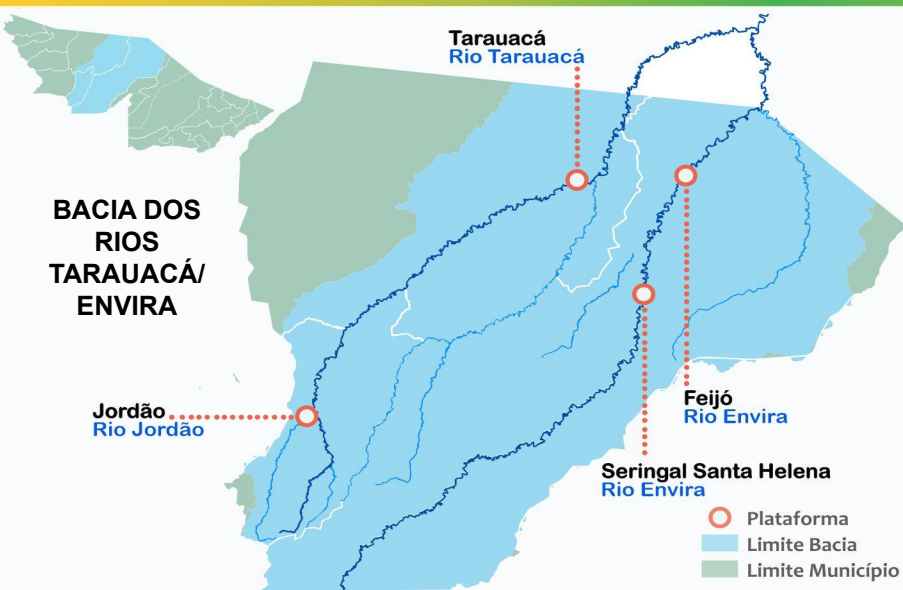 Tarauacá
Rio Tarauacá
BACIA DOS
RIOS
TARAUACÁ/
ENVIRA
Jordão
Rio Jordão
Feijó
Rio Envira
Seringal Santa Helena
Rio Envira
Plataforma
Limite Bacia
Limite Município